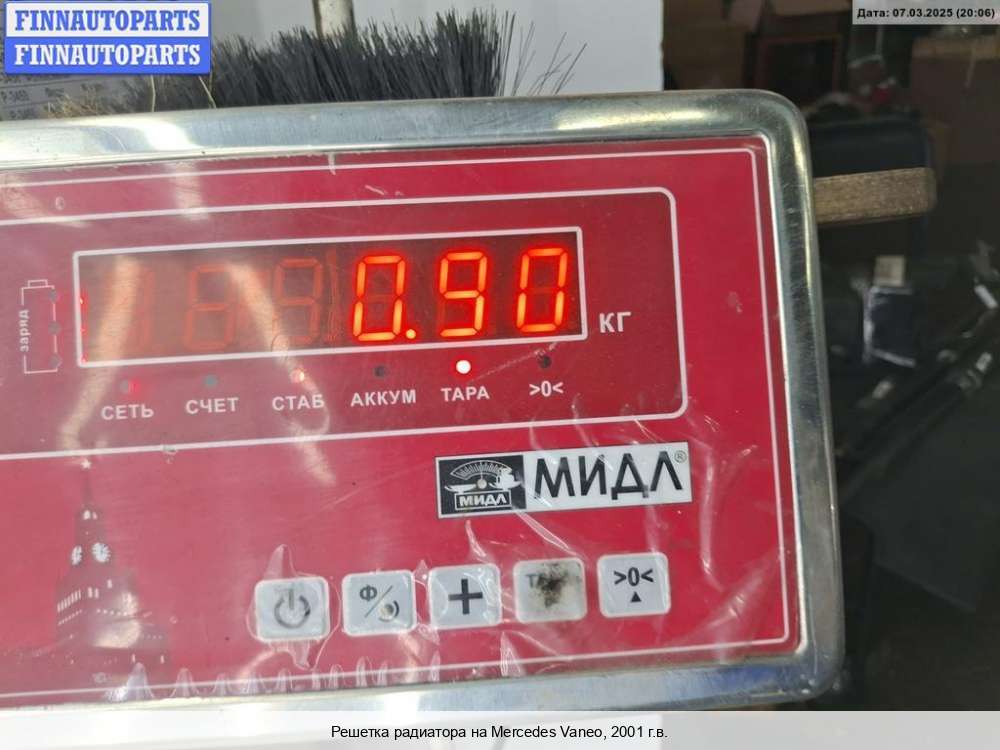 FINNAUTOPARTS
FINNAUTOPARTS
Дата: 07.03.2025 (20:06)
0.90
КГ
заряд
СЕТЬ СЧЕТ СТАБ АККУМ ТАРА >0<
МИДЛ МИДЛ®
Ф + >0<
Решетка радиатора на Mercedes Vaneo, 2001 г.в.